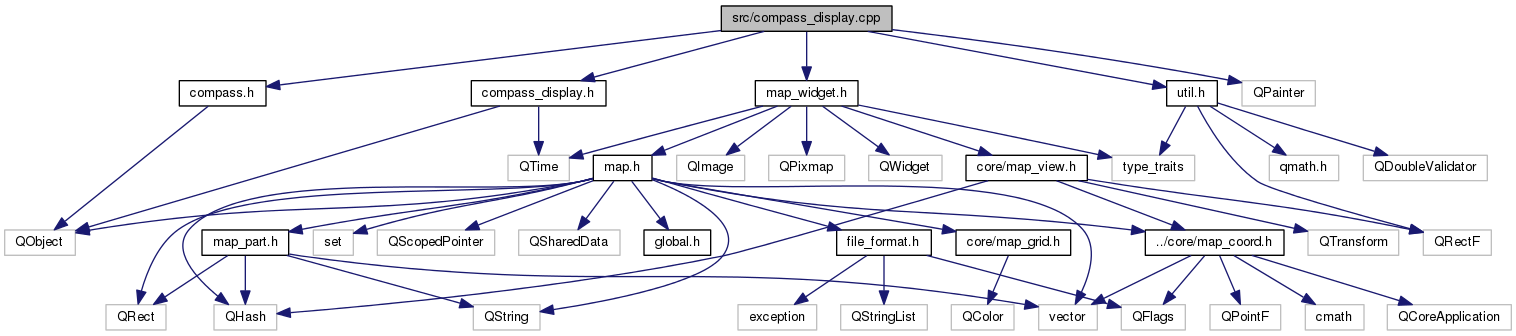 src/compass_display.cpp
compass.h
compass_display.h
map_widget.h
util.h
QPainter
QTime
map.h
QImage
QPixmap
QWidget
core/map_view.h
type_traits
qmath.h
QDoubleValidator
QObject
map_part.h
set
QScopedPointer
QSharedData
global.h
file_format.h
core/map_grid.h
../core/map_coord.h
QTransform
QRectF
QRect
QHash
QString
exception
QStringList
QColor
vector
QFlags
QPointF
cmath
QCoreApplication